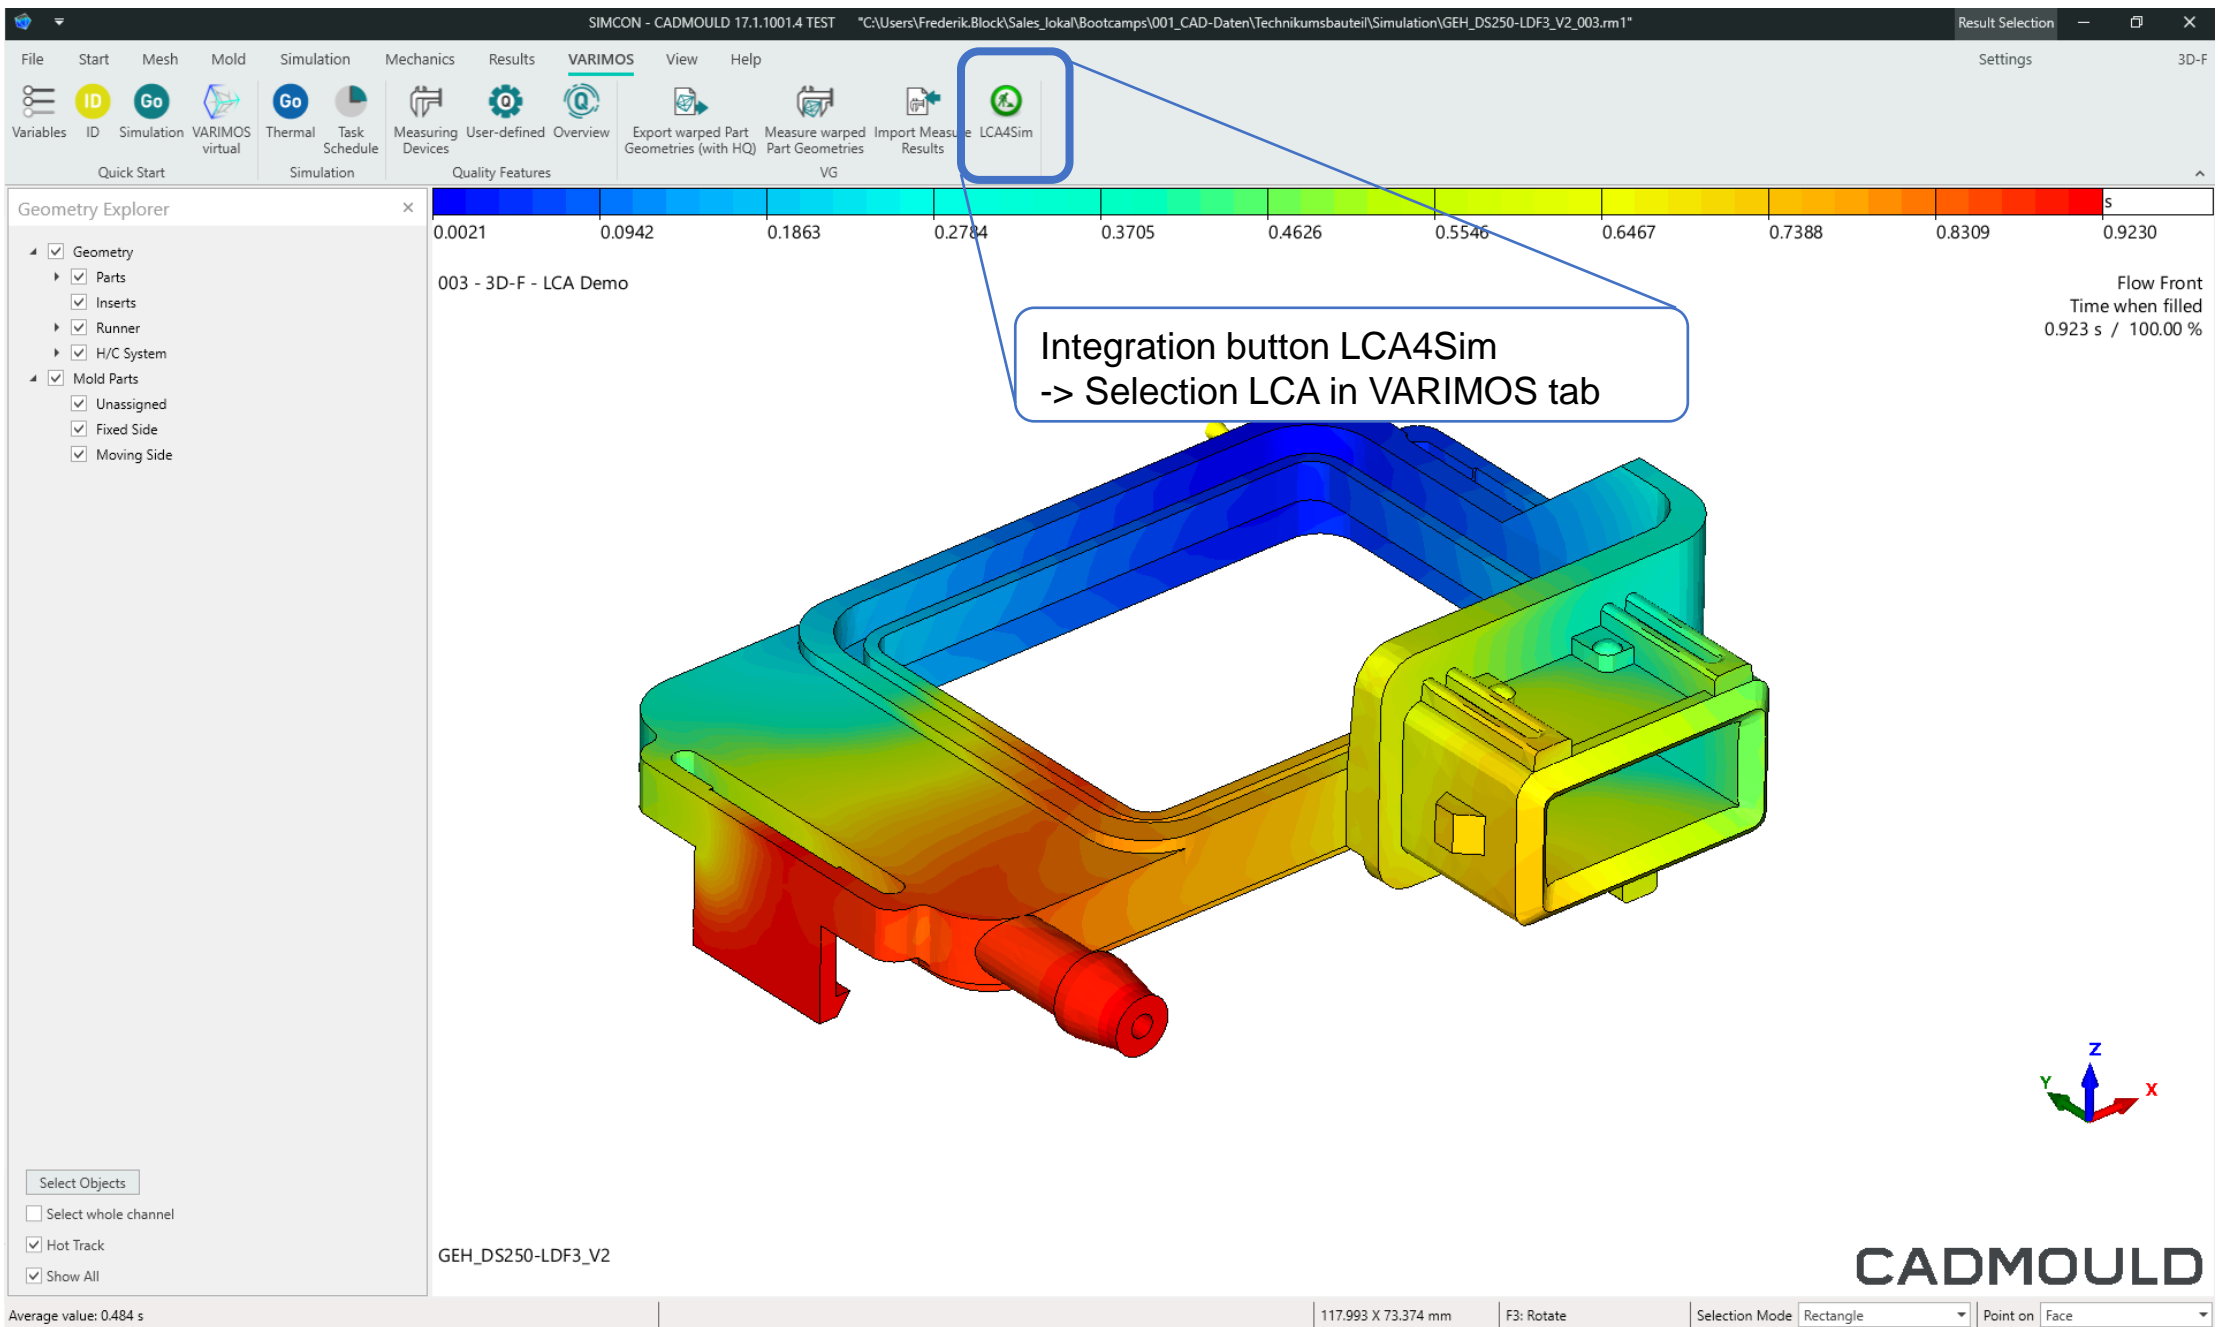 SIMCON - CADMOULD 17.1.1001.4 TEST "C:\Users\Frederik.Block\Sales_lokal\Bootcamps\001_CAD-Daten\Technikumsbauteil\Simulation\GEH_DS250-LDF3_V2_003.rm1" Result Selection
File Start Mesh Mold Simulation Mechanics Results VARIMOS View Help Settings 3D-F
ID Go Go Q Q
Variables ID Simulation VARIMOS virtual Thermal Task Schedule Measuring Devices User-defined Overview Export warped Part Geometries (with HQ) Measure warped Part Geometries Import Measure Results LCA4Sim
Quick Start Simulation Quality Features VG
Geometry Explorer
Geometry
Parts
Inserts
Runner
H/C System
Mold Parts
Unassigned
Fixed Side
Moving Side
Select Objects
Select whole channel
Hot Track
Show All
s
0.0021 0.0942 0.1863 0.2784 0.3705 0.4626 0.5546 0.6467 0.7388 0.8309 0.9230
003 - 3D-F - LCA Demo
Flow Front
Time when filled
0.923 s / 100.00 %
Integration button LCA4Sim
-> Selection LCA in VARIMOS tab
Z
Y
X
GEH_DS250-LDF3_V2
CADMOULD
Average value: 0.484 s 117.993 X 73.374 mm F3: Rotate Selection Mode Rectangle Point on Face